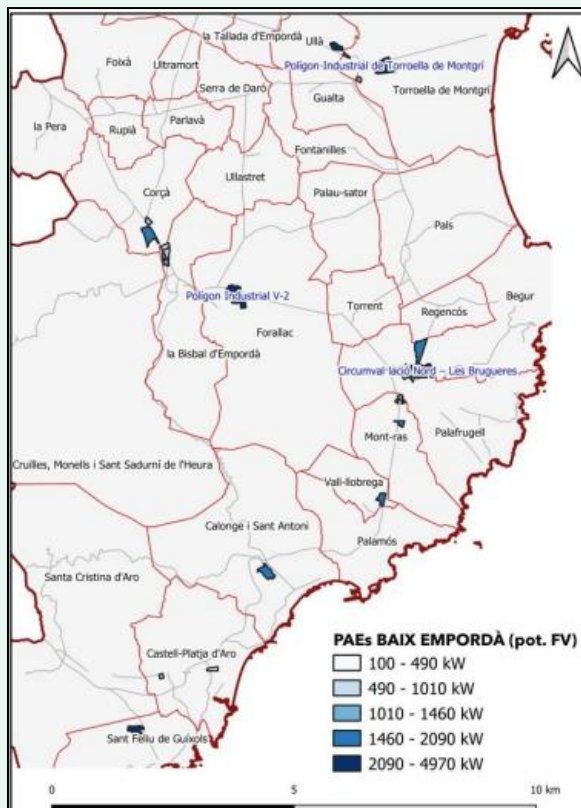 la Tallada d'Empordà
Ullà
Foixà
Ultramort
Polígon Industrial de Torroella de Montgrí
Serra de Daró
Gualta
Torroella de Montgrí
la Pera
Rupià
Parlavà
Fontanilles
Ullastret
Palau-sator
Corçà
Pals
Polígon Industrial V-2
Torrent
Regencós
Begur
Forallac
la Bisbal d'Empordà
Circumval·lació Nord – Les Brugueres
Mont-ras
Palafrugell
Cruïlles, Monells i Sant Sadurní de l'Heura
Vall-llobrega
Calonge i Sant Antoni
Palamós
Santa Cristina d'Aro
Castell-Platja d'Aro
Sant Feliu de Guíxols
PAEs BAIX EMPORDÀ (pot. FV)
100 - 490 kW
490 - 1010 kW
1010 - 1460 kW
1460 - 2090 kW
2090 - 4970 kW
0 5 10 km